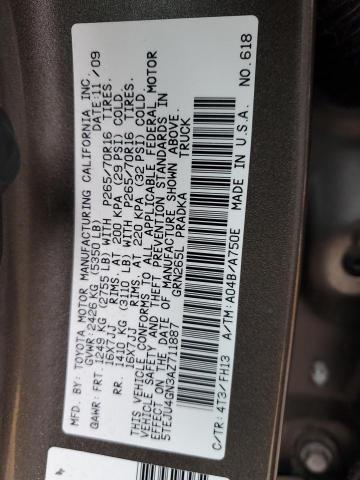 MFD. BY: TOYOTA MOTOR MANUFACTURING CALIFORNIA INC.
GVWR: 2426 KG (5350 LB) DATE: 11/09
GAWR: FRT. 1249 KG (2755 LB) WITH P265/70R16 TIRES.
16X7JJ RIMS. AT 200 KPA (29 PSI) COLD.
RR. 1410 KG (3110 LB) WITH P265/70R16 TIRES.
16X7JJ RIMS. AT 220 KPA (32 PSI) COLD.
THIS VEHICLE CONFORMS TO ALL APPLICABLE FEDERAL MOTOR
VEHICLE SAFETY AND THEFT PREVENTION STANDARDS IN
EFFECT ON THE DATE OF MANUFACTURE SHOWN ABOVE.
5TEJU4GN3AZ711887 GRN265L PRADKA TRUCK
C/TR: 4T3/FH13 A/TM: A04B/A750E MADE IN U.S.A. NO. 618